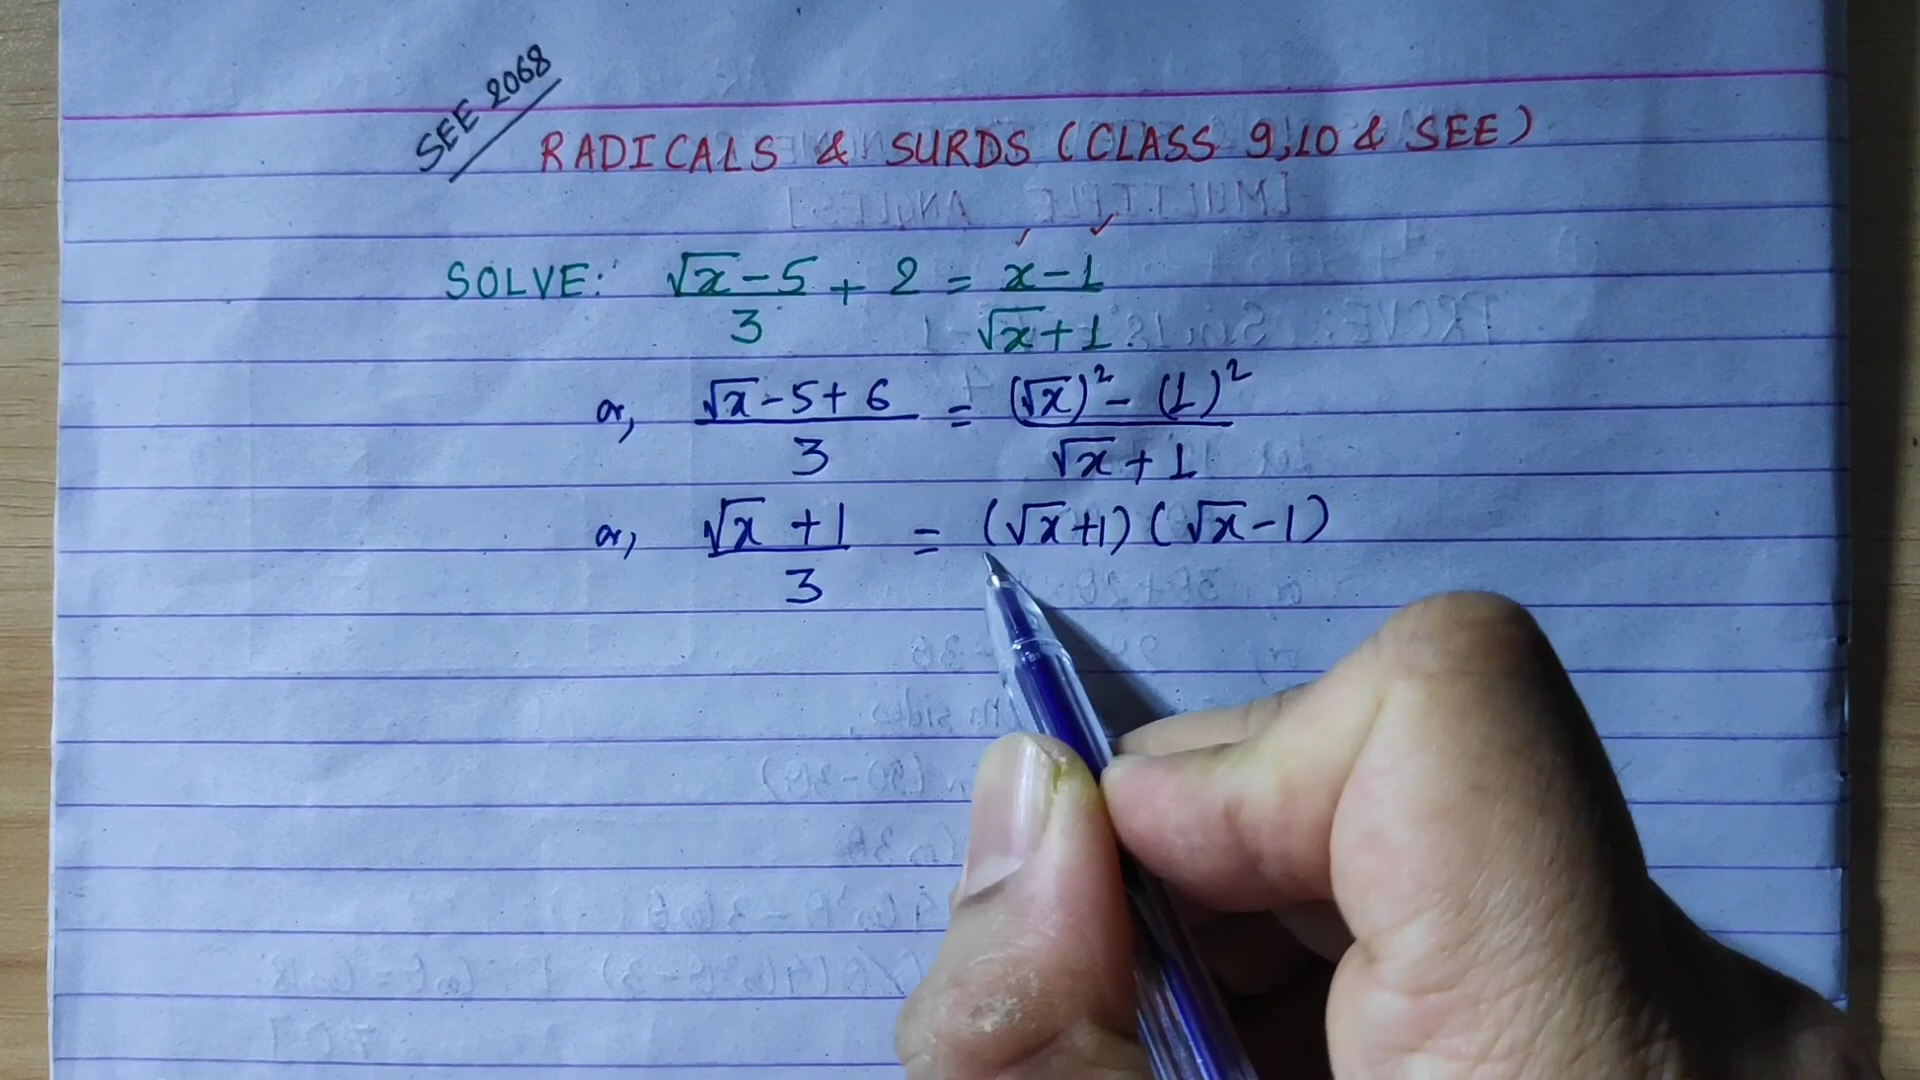 SEE 2068
RADICALS & SURDS (CLASS 9,10 & SEE)
SOLVE: (√x-5)/3 + 2 = (x-1)/(√x+1)
or, (√x-5+6)/3 = ((√x)² - (1)²)/(√x+1)
or, (√x+1)/3 = (√x+1)(√x-1)